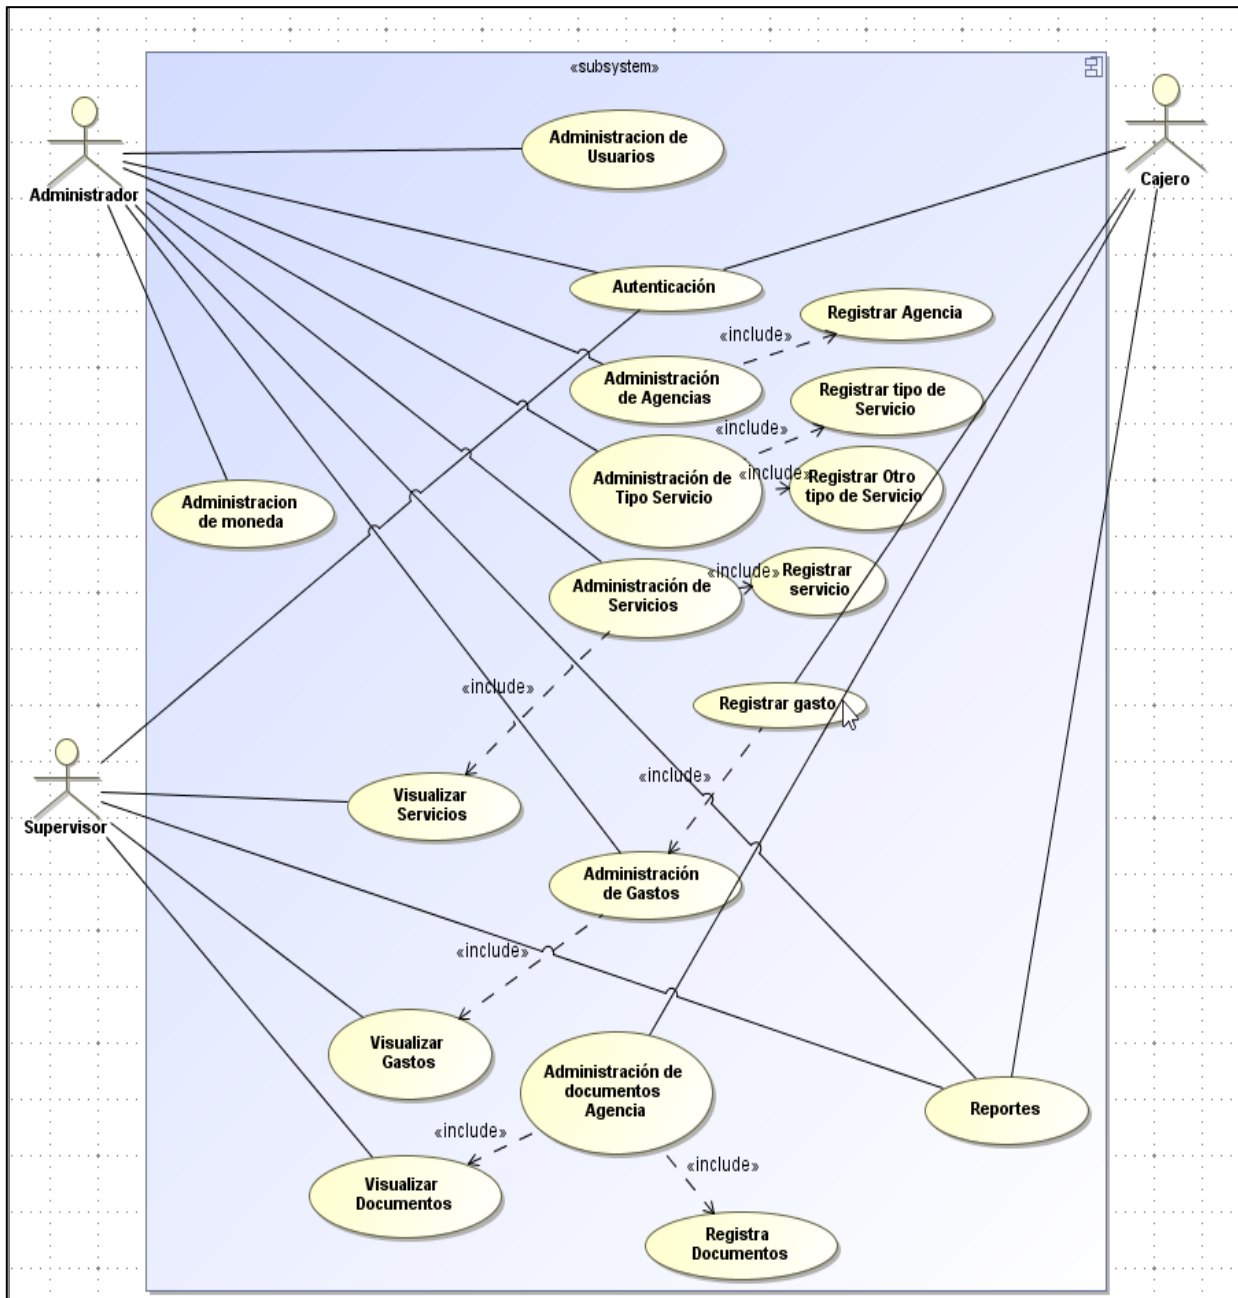 «subsystem»
Administracion de
Usuarios
Administrador
Cajero
Autenticación
Registrar Agencia
«include»
Administración
de Agencias
Registrar tipo de
Servicio
«include»
Administración de
Tipo Servicio
«include»
Registrar Otro
tipo de Servicio
Administracion
de moneda
Administración de
Servicios
«include»
Registrar
servicio
«include»
Registrar gasto
«include»
Visualizar
Servicios
Supervisor
Administración
de Gastos
«include»
Visualizar
Gastos
Administración de
documentos
Agencia
Reportes
«include»
«include»
Visualizar
Documentos
Registra
Documentos